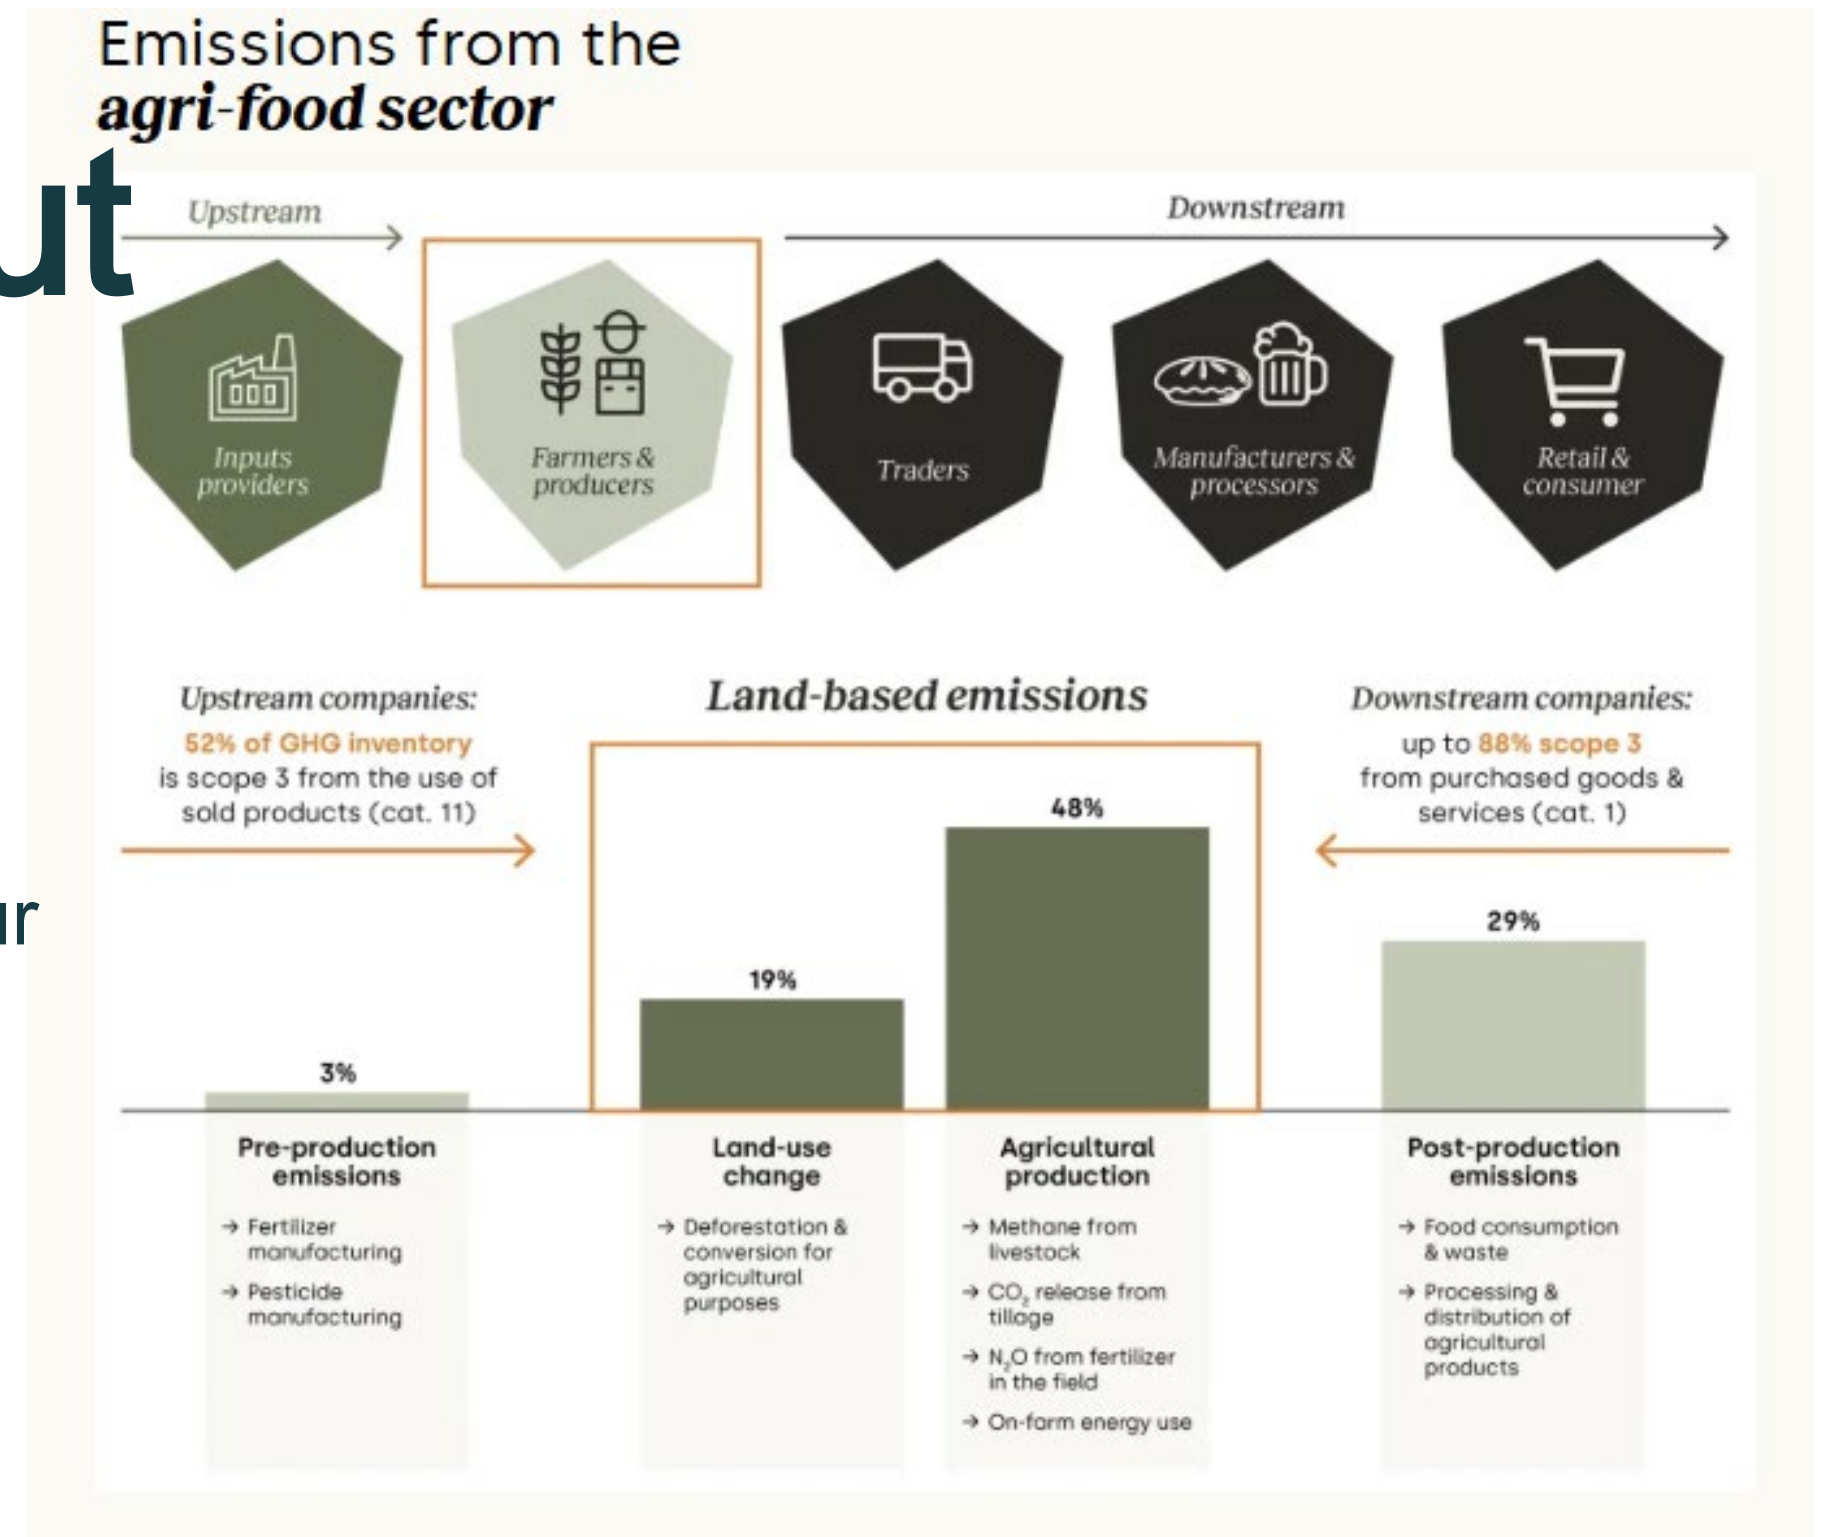 Emissions from the
agri-food sector
ut
Upstream
Downstream
Inputs
providers
Farmers &
producers
Traders
Manufacturers &
processors
Retail &
consumer
Upstream companies:
52% of GHG inventory
is scope 3 from the use of
sold products (cat. 11)
Land-based emissions
Downstream companies:
up to 88% scope 3
from purchased goods &
services (cat. 1)
ur
3%
19%
48%
29%
Pre-production
emissions
→ Fertilizer
manufacturing
→ Pesticide
manufacturing
Land-use
change
→ Deforestation &
conversion for
agricultural
purposes
Agricultural
production
→ Methane from
livestock
→ CO₂ release from
tillage
→ N₂O from fertilizer
in the field
→ On-farm energy use
Post-production
emissions
→ Food consumption
& waste
→ Processing &
distribution of
agricultural
products